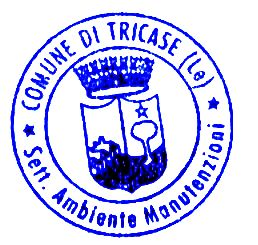 COMUNE DI TRICASE (Le)
Sett. Ambiente Manutenzioni